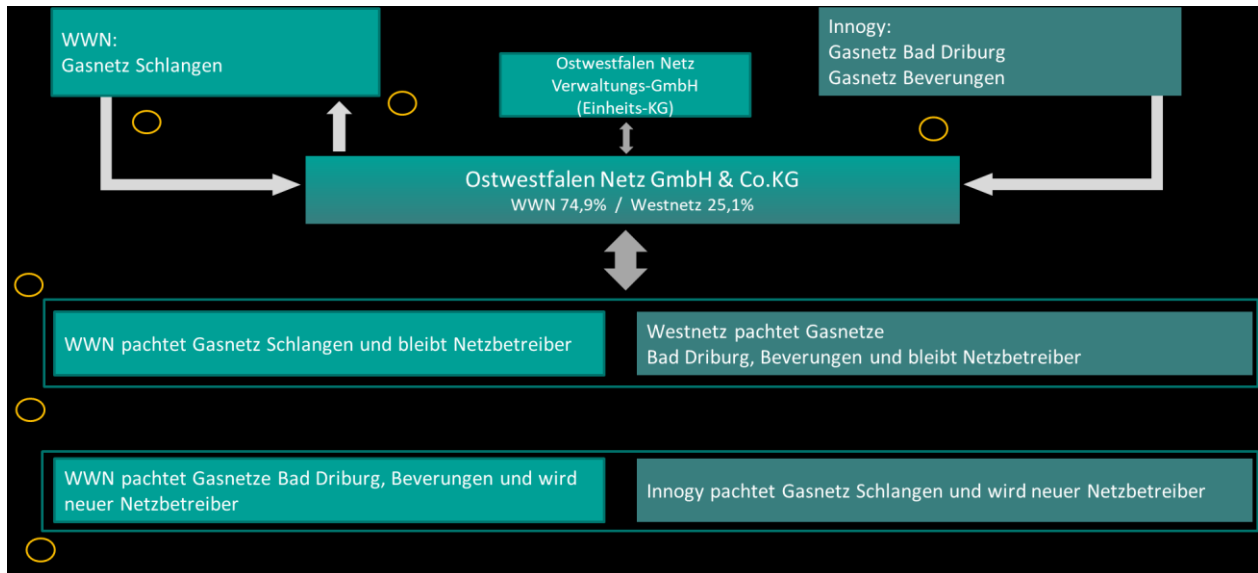 WWN:
Gasnetz Schlangen
Ostwestfalen Netz
Verwaltungs-GmbH
(Einheits-KG)
Innogy:
Gasnetz Bad Driburg
Gasnetz Beverungen
Ostwestfalen Netz GmbH & Co.KG
WWN 74,9% / Westnetz 25,1%
WWN pachtet Gasnetz Schlangen und bleibt Netzbetreiber
Westnetz pachtet Gasnetze
Bad Driburg, Beverungen und bleibt Netzbetreiber
WWN pachtet Gasnetze Bad Driburg, Beverungen und wird
neuer Netzbetreiber
Innogy pachtet Gasnetz Schlangen und wird neuer Netzbetreiber